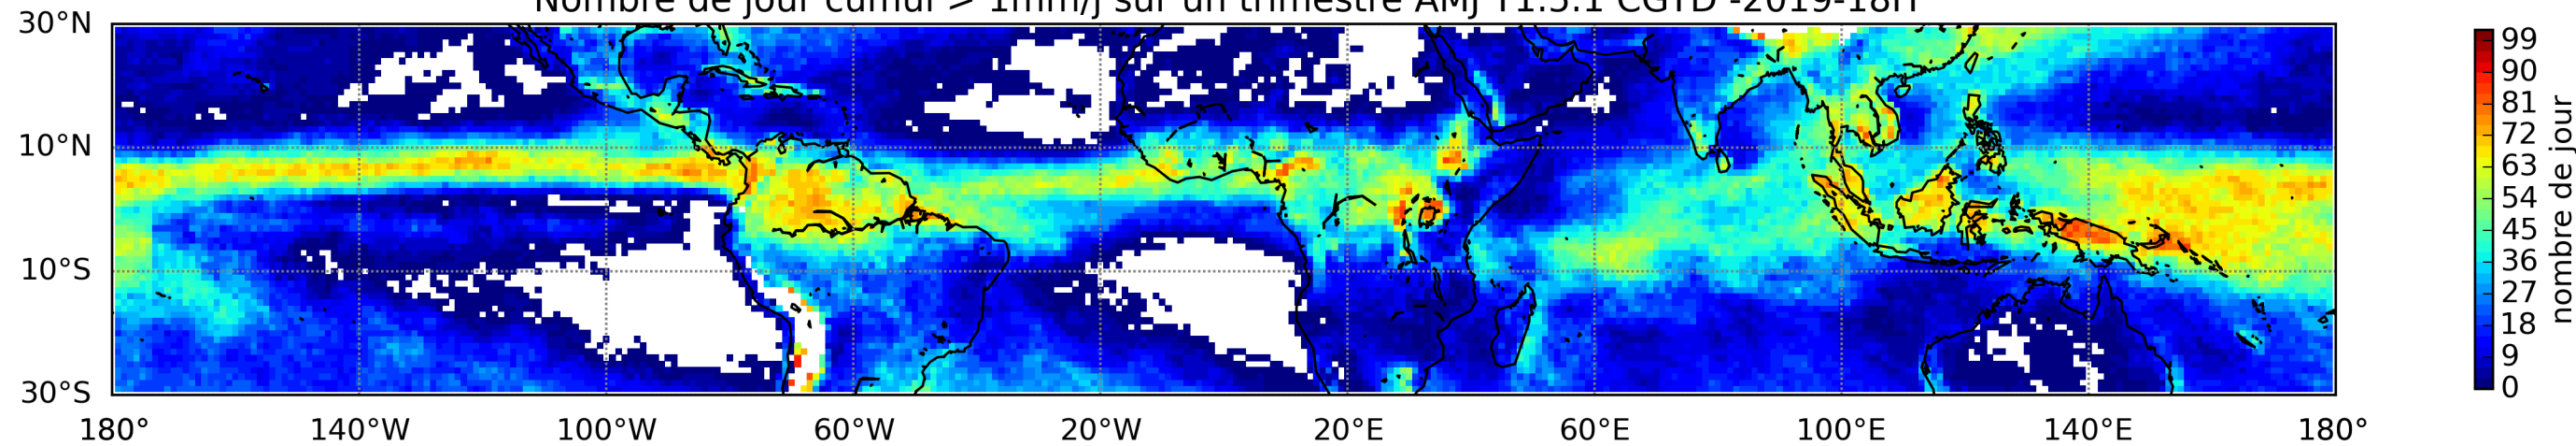 Nombre de jour cumul > 1mm/j sur un trimestre AMJ T1.5.1 CGTD -2019-18H
30°N
10°N
10°S
30°S
180° 140°W 100°W 60°W 20°W 20°E 60°E 100°E 140°E 180°
99
90
81
72
63
54
45
36
27
18
9
0
nombre de jour